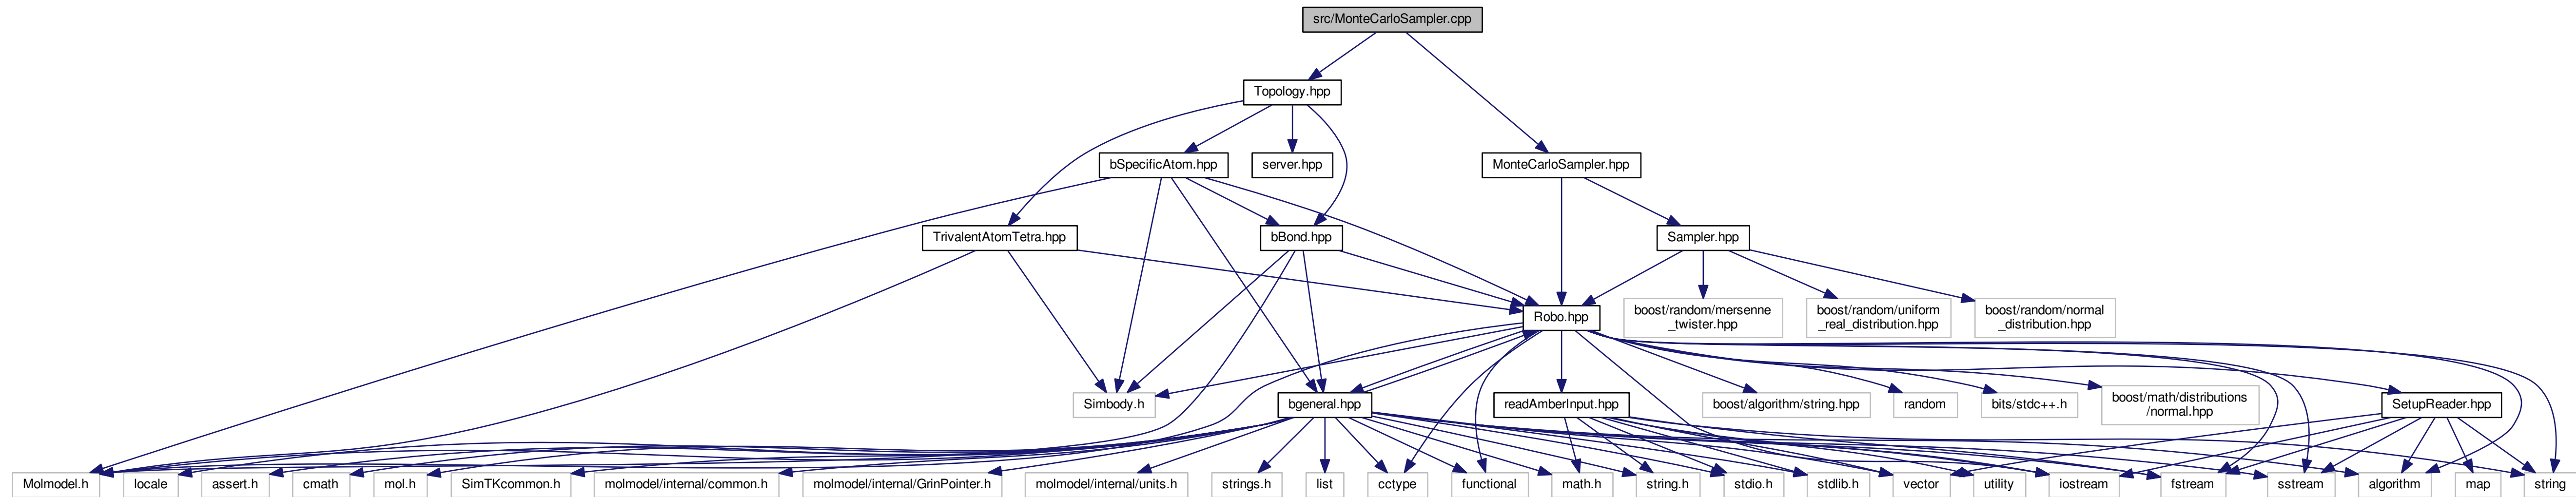 src/MonteCarloSampler.cpp
Topology.hpp
bSpecificAtom.hpp
server.hpp
MonteCarloSampler.hpp
TrivalentAtomTetra.hpp
bBond.hpp
Sampler.hpp
Robo.hpp
boost/random/mersenne
_twister.hpp
boost/random/uniform
_real_distribution.hpp
boost/random/normal
_distribution.hpp
Simbody.h
bgeneral.hpp
readAmberInput.hpp
boost/algorithm/string.hpp
random
bits/stdc++.h
boost/math/distributions
/normal.hpp
SetupReader.hpp
Molmodel.h
locale
assert.h
cmath
mol.h
SimTKcommon.h
molmodel/internal/common.h
molmodel/internal/GrinPointer.h
molmodel/internal/units.h
strings.h
list
cctype
functional
math.h
string.h
stdio.h
stdlib.h
vector
utility
iostream
fstream
sstream
algorithm
map
string